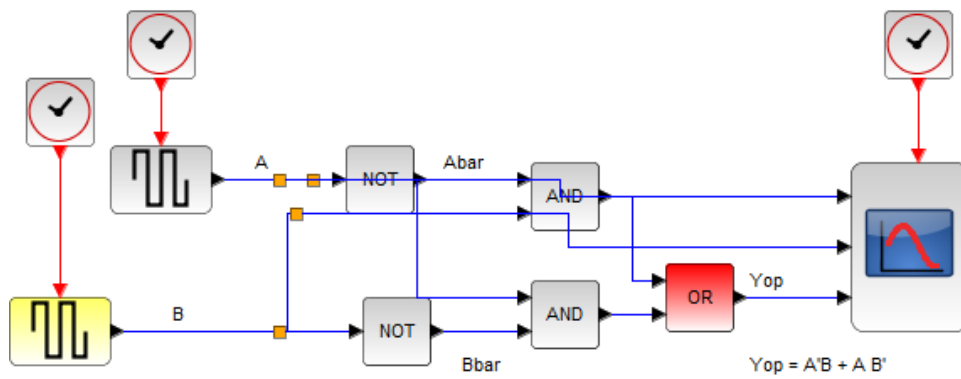 A
NOT
Abar
AND
B
NOT
Bbar
AND
OR
Yop
Yop = A'B + A B'